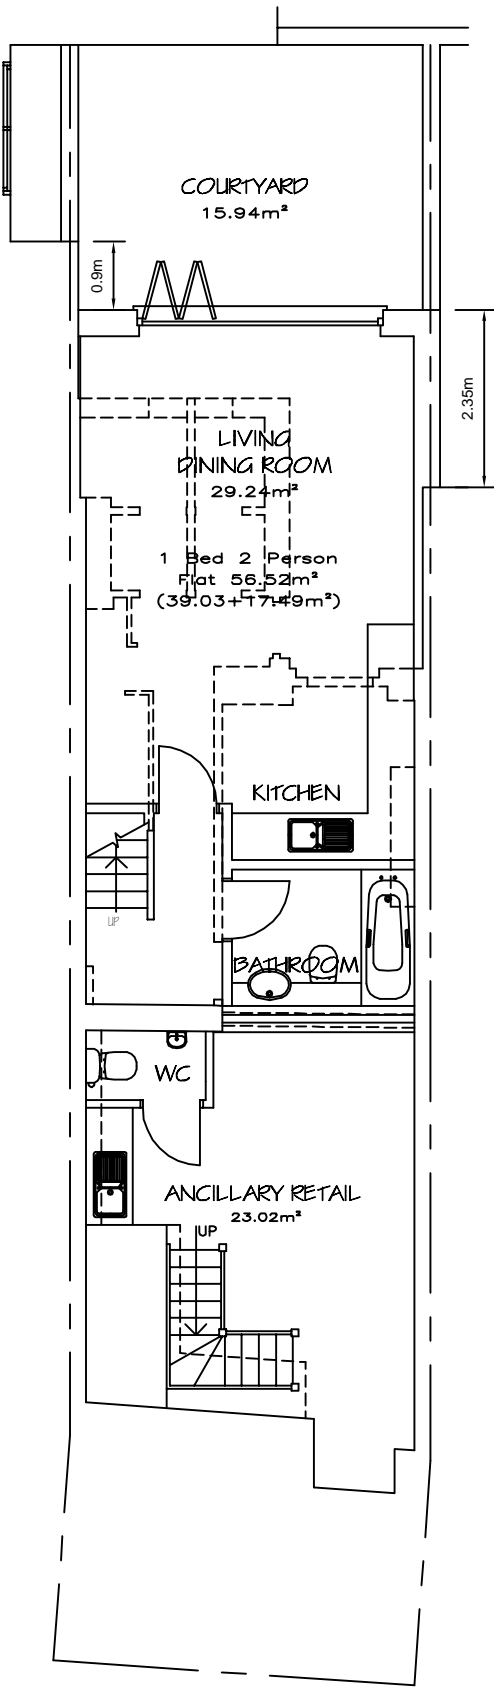 COURTYARD
15.94m²
0.9m
2.35m
LIVING
DINING ROOM
29.24m²
1 Bed 2 Person
Flat 56.52m²
(39.03+17.49m²)
KITCHEN
UP
BATHROOM
WC
ANCILLARY RETAIL
23.02m²
UP